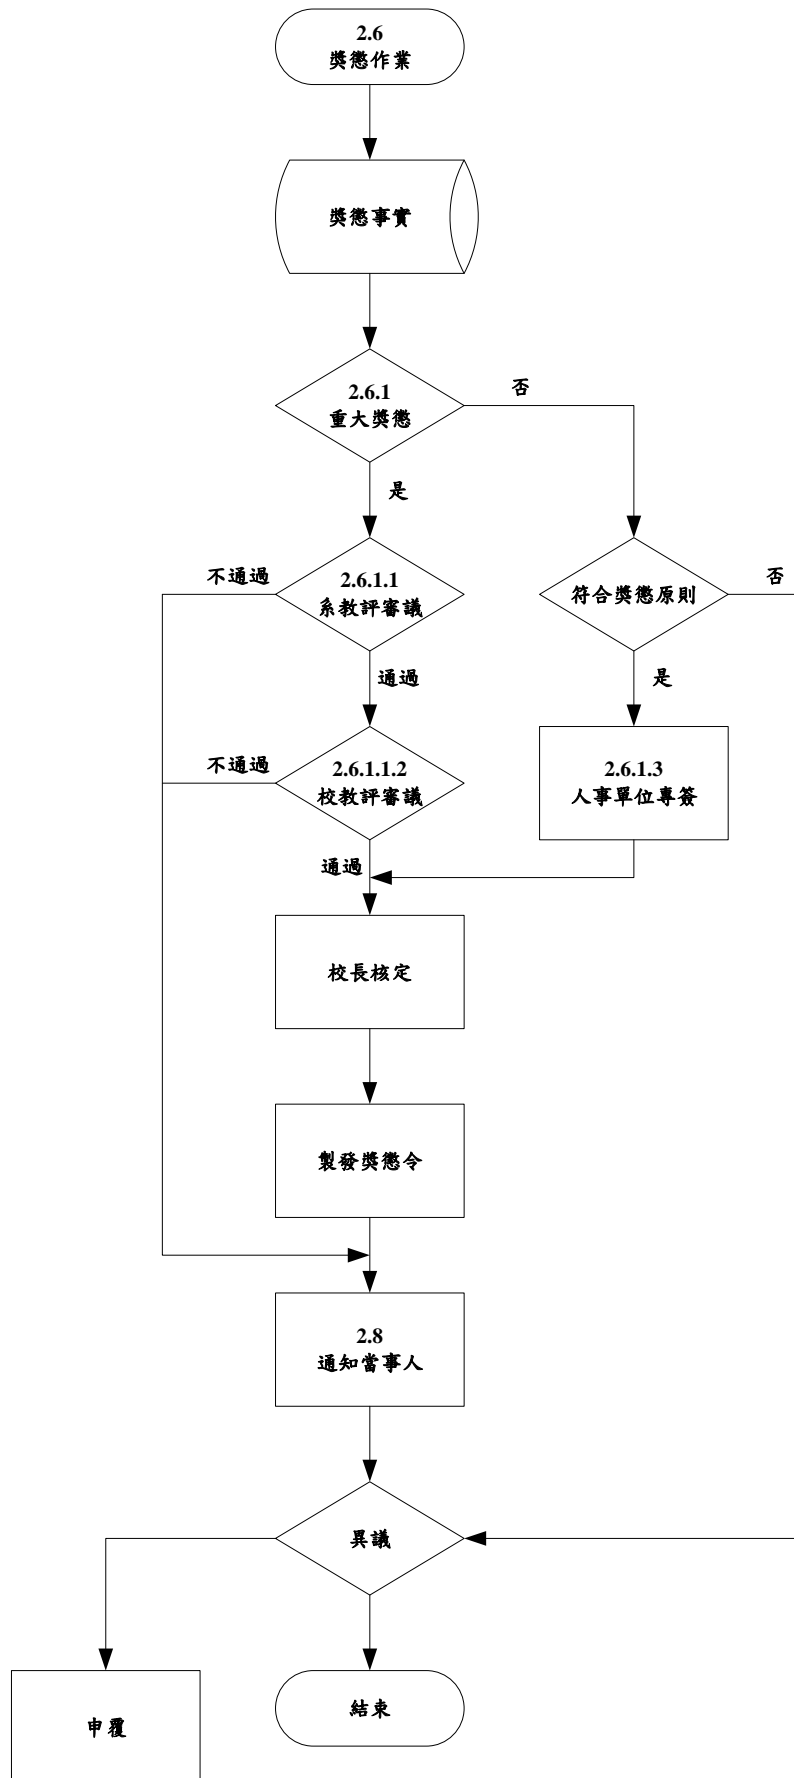 2.6
獎懲作業
獎懲事實
2.6.1
重大獎懲
否
是
不通過
2.6.1.1
系教評審議
符合獎懲原則
否
通過
是
不通過
2.6.1.1.2
校教評審議
2.6.1.3
人事單位專簽
通過
校長核定
製發獎懲令
2.8
通知當事人
異議
申覆
結束